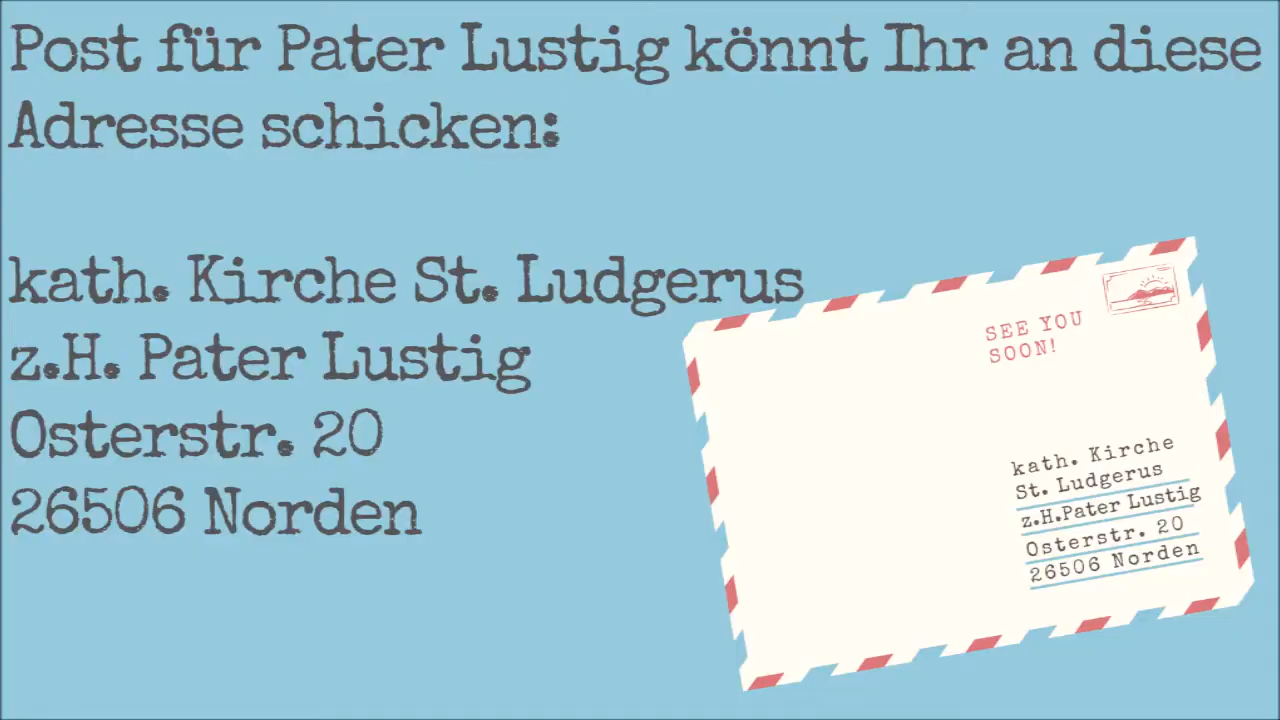 Post für Pater Lustig könnt Ihr an diese
Adresse schicken:
kath. Kirche St. Ludgerus
z.H. Pater Lustig
Osterstr. 20
26506 Norden
SEE YOU
SOON!
kath. Kirche
St. Ludgerus
z.H.Pater Lustig
Osterstr. 20
26506 Norden